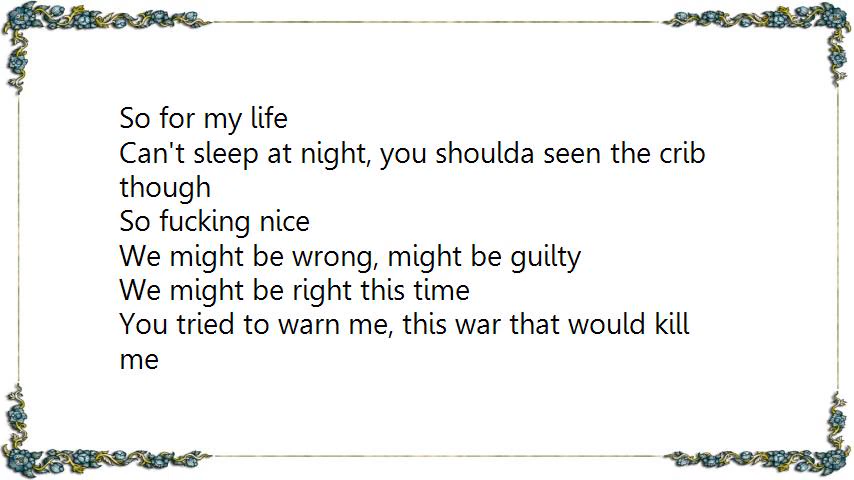 So for my life
Can't sleep at night, you shoulda seen the crib
though
So fucking nice
We might be wrong, might be guilty
We might be right this time
You tried to warn me, this war that would kill
me